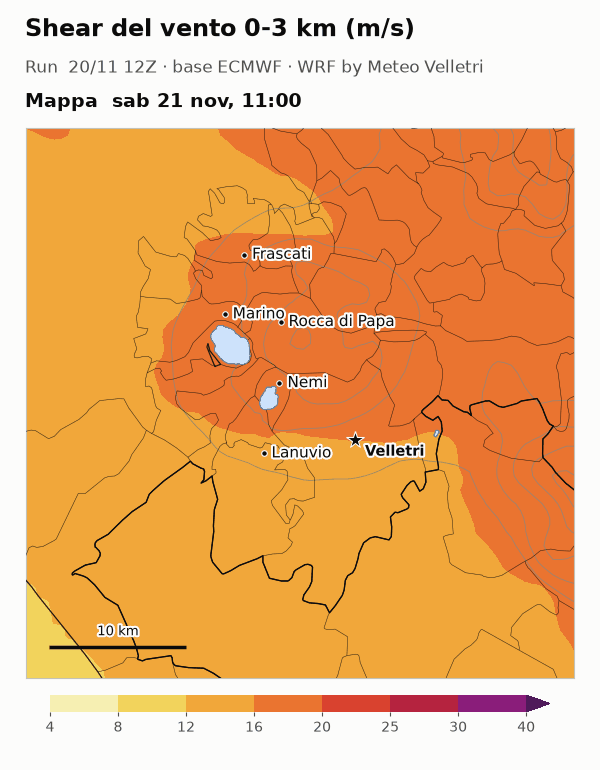 Shear del vento 0-3 km (m/s)
Run  20/11 12Z · base ECMWF · WRF by Meteo Velletri
Mappa  sab 21 nov, 11:00
Frascati
Marino
Rocca di Papa
Nemi
Lanuvio
Velletri
10 km
4 8 12 16 20 25 30 40